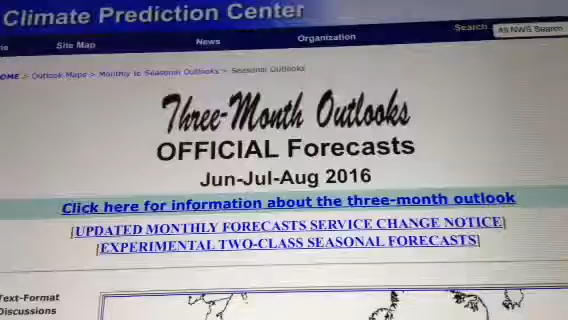 Climate Prediction Center
Site Map News Organization Search All NWS Search
HOME > Outlook Maps > Monthly to Seasonal Outlooks > Seasonal Outlooks
Three-Month Outlooks
OFFICIAL Forecasts
Jun-Jul-Aug 2016
Click here for information about the three-month outlook
[UPDATED MONTHLY FORECASTS SERVICE CHANGE NOTICE]
[EXPERIMENTAL TWO-CLASS SEASONAL FORECASTS]
Text-Format
Discussions